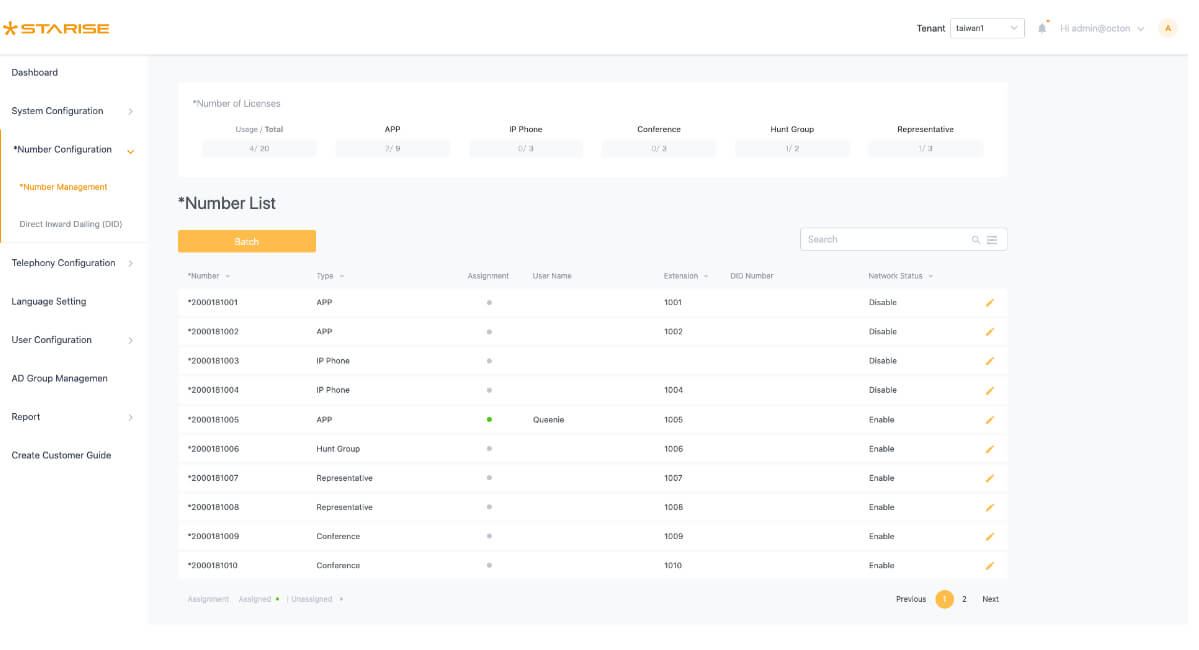 STARISE
Tenant taiwan1 Hi admin@octon A
Dashboard
System Configuration
*Number Configuration
*Number Management
Direct Inward Dailing (DID)
Telephony Configuration
Language Setting
User Configuration
AD Group Managemen
Report
Create Customer Guide
*Number of Licenses
Usage / Total APP IP Phone Conference Hunt Group Representative
4/ 20 2/ 9 0/ 3 0/ 3 1/ 2 1/ 3
*Number List
Batch
Search
*Number Type Assignment User Name Extension DID Number Network Status
*2000181001 APP 1001 Disable
*2000181002 APP 1002 Disable
*2000181003 IP Phone Disable
*2000181004 IP Phone 1004 Disable
*2000181005 APP Queenie 1005 Enable
*2000181006 Hunt Group 1006 Enable
*2000181007 Representative 1007 Enable
*2000181008 Representative 1008 Enable
*2000181009 Conference 1009 Enable
*2000181010 Conference 1010 Enable
Assignment Assigned | Unassigned
Previous 1 2 Next